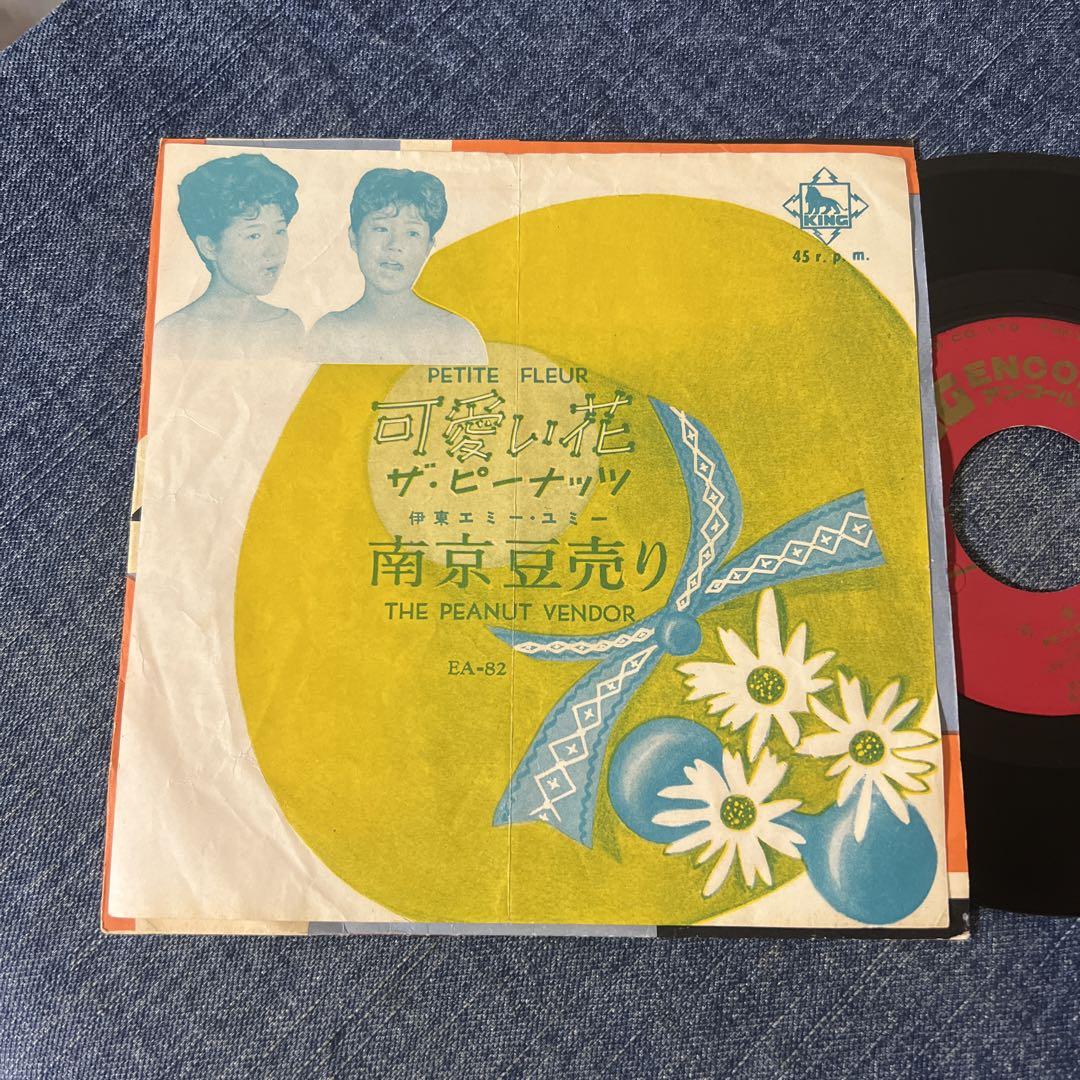 KING
45 r. p. m.
PETITE FLEUR
可愛い花
ザ・ピーナッツ
伊東エミー・ユミー
南京豆売り
THE PEANUT VENDOR
EA-82
CO. LTD
G ENCO
アンコール